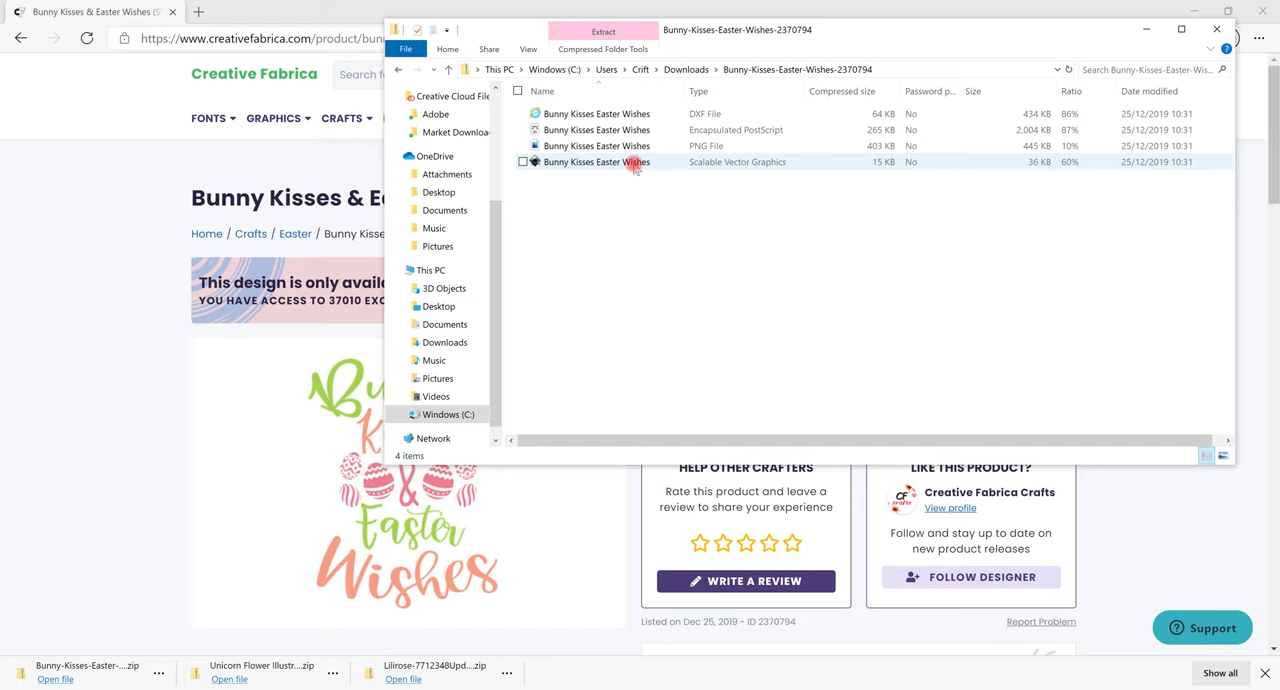 Bunny Kisses & Easter Wishes (S
https://www.creativefabrica.com/product/bun
Creative Fabrica
Search fo
FONTS
GRAPHICS
CRAFTS
Bunny Kisses & E
Home / Crafts / Easter / Bunny Kisse
This design is only availa
YOU HAVE ACCESS TO 37010 EXC
Kisses
&
Easter
Wishes
Extract
Bunny-Kisses-Easter-Wishes-2370794
File
Home
Share
View
Compressed Folder Tools
This PC > Windows (C:) > Users > Crift > Downloads > Bunny-Kisses-Easter-Wishes-2370794
Search Bunny-Kisses-Easter-Wis...
Creative Cloud File
Adobe
Market Downloa
OneDrive
Attachments
Desktop
Documents
Music
Pictures
This PC
3D Objects
Desktop
Documents
Downloads
Music
Pictures
Videos
Windows (C:)
Network
4 items
Name Type Compressed size Password p... Size Ratio Date modified
Bunny Kisses Easter Wishes DXF File 64 KB No 434 KB 86% 25/12/2019 10:31
Bunny Kisses Easter Wishes Encapsulated PostScript 265 KB No 2,004 KB 87% 25/12/2019 10:31
Bunny Kisses Easter Wishes PNG File 403 KB No 445 KB 10% 25/12/2019 10:31
Bunny Kisses Easter Wishes Scalable Vector Graphics 15 KB No 36 KB 60% 25/12/2019 10:31
HELP OTHER CRAFTERS
Rate this product and leave a
review to share your experience
WRITE A REVIEW
LIKE THIS PRODUCT?
CF
crafts
Creative Fabrica Crafts
View profile
Follow and stay up to date on
new product releases
FOLLOW DESIGNER
Listed on Dec 25, 2019 - ID 2370794
Report Problem
Support
Bunny-Kisses-Easter-....zip
Open file
Unicorn Flower Illustr....zip
Open file
Lilirose-7712348Upd....zip
Open file
Show all